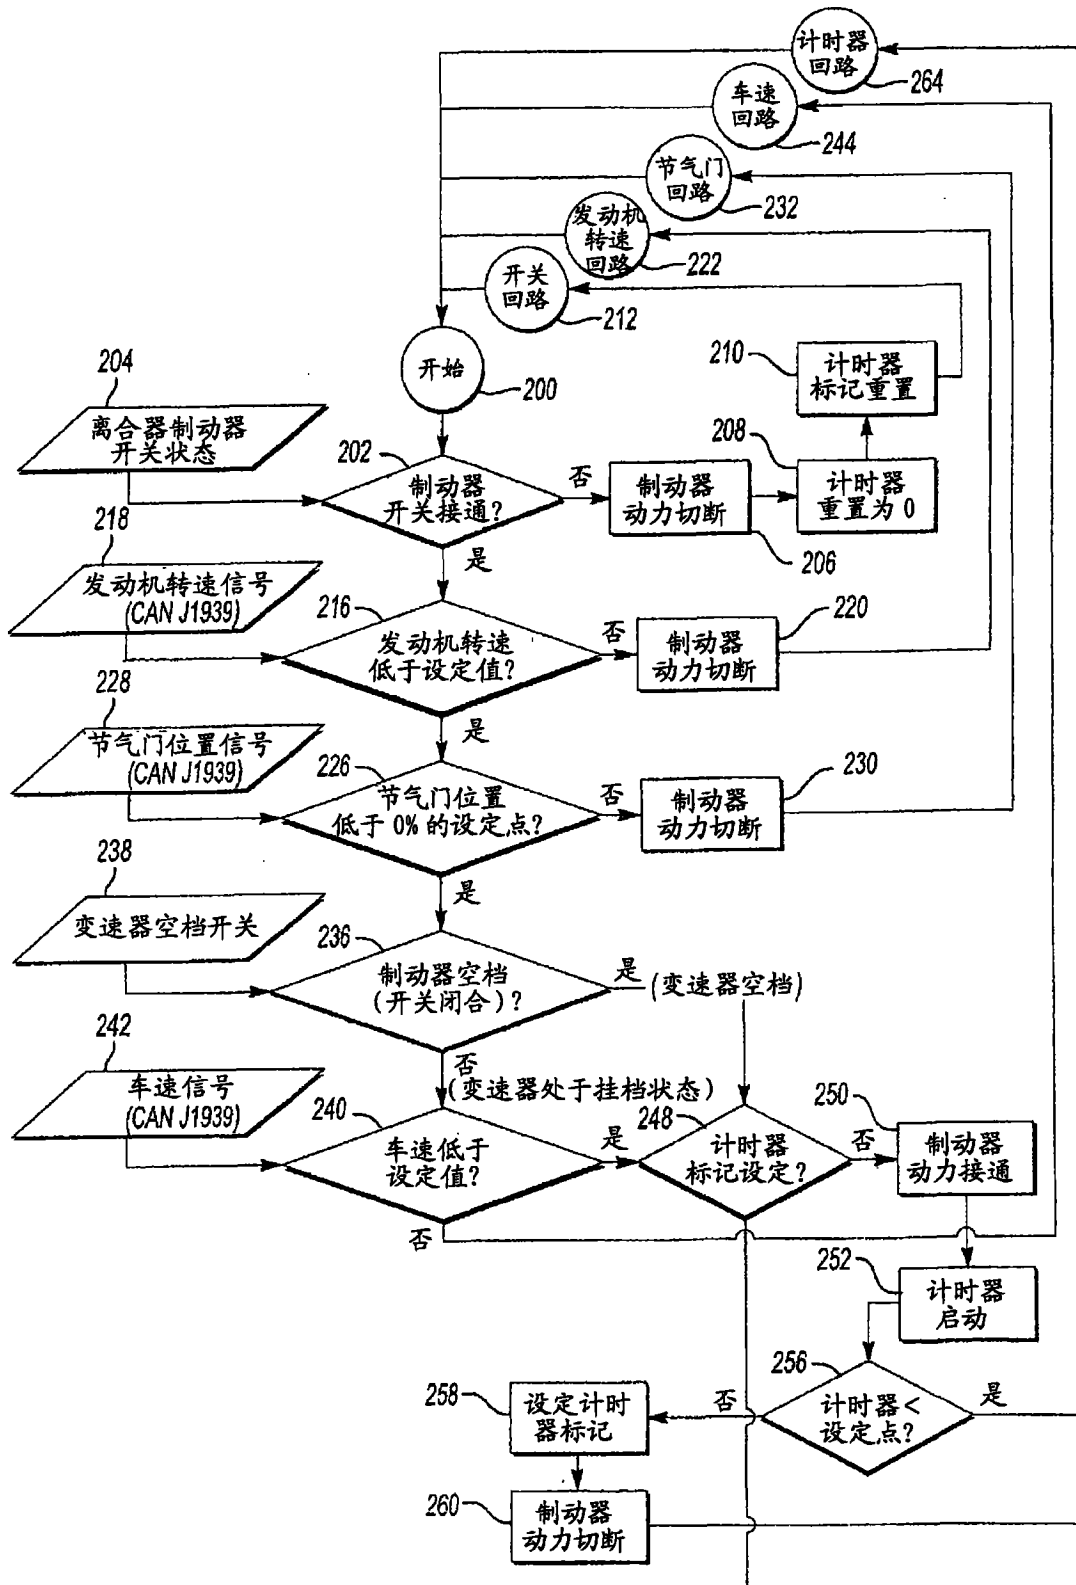 计时器
回路
264
车速
回路
244
节气门
回路
232
发动机
转速
回路
222
开关
回路
212
开始
200
204
离合器制动器
开关状态
202
制动器
开关接通?
否
制动器
动力切断
206
208
计时器
重置为 0
210
计时器
标记重置
是
218
发动机转速信号
(CAN J1939)
216
发动机转速
低于设定值?
否
制动器
动力切断
220
是
228
节气门位置信号
(CAN J1939)
226
节气门位置
低于 0% 的设定点?
否
制动器
动力切断
230
是
238
变速器空档开关
236
制动器空档
(开关闭合)?
是
(变速器空档)
否
(变速器处于挂档状态)
242
车速信号
(CAN J1939)
240
车速低于
设定值?
是
否
248
计时器
标记设定?
否
250
制动器
动力接通
252
计时器
启动
256
计时器<
设定点?
是
否
258
设定计时
器标记
260
制动器
动力切断